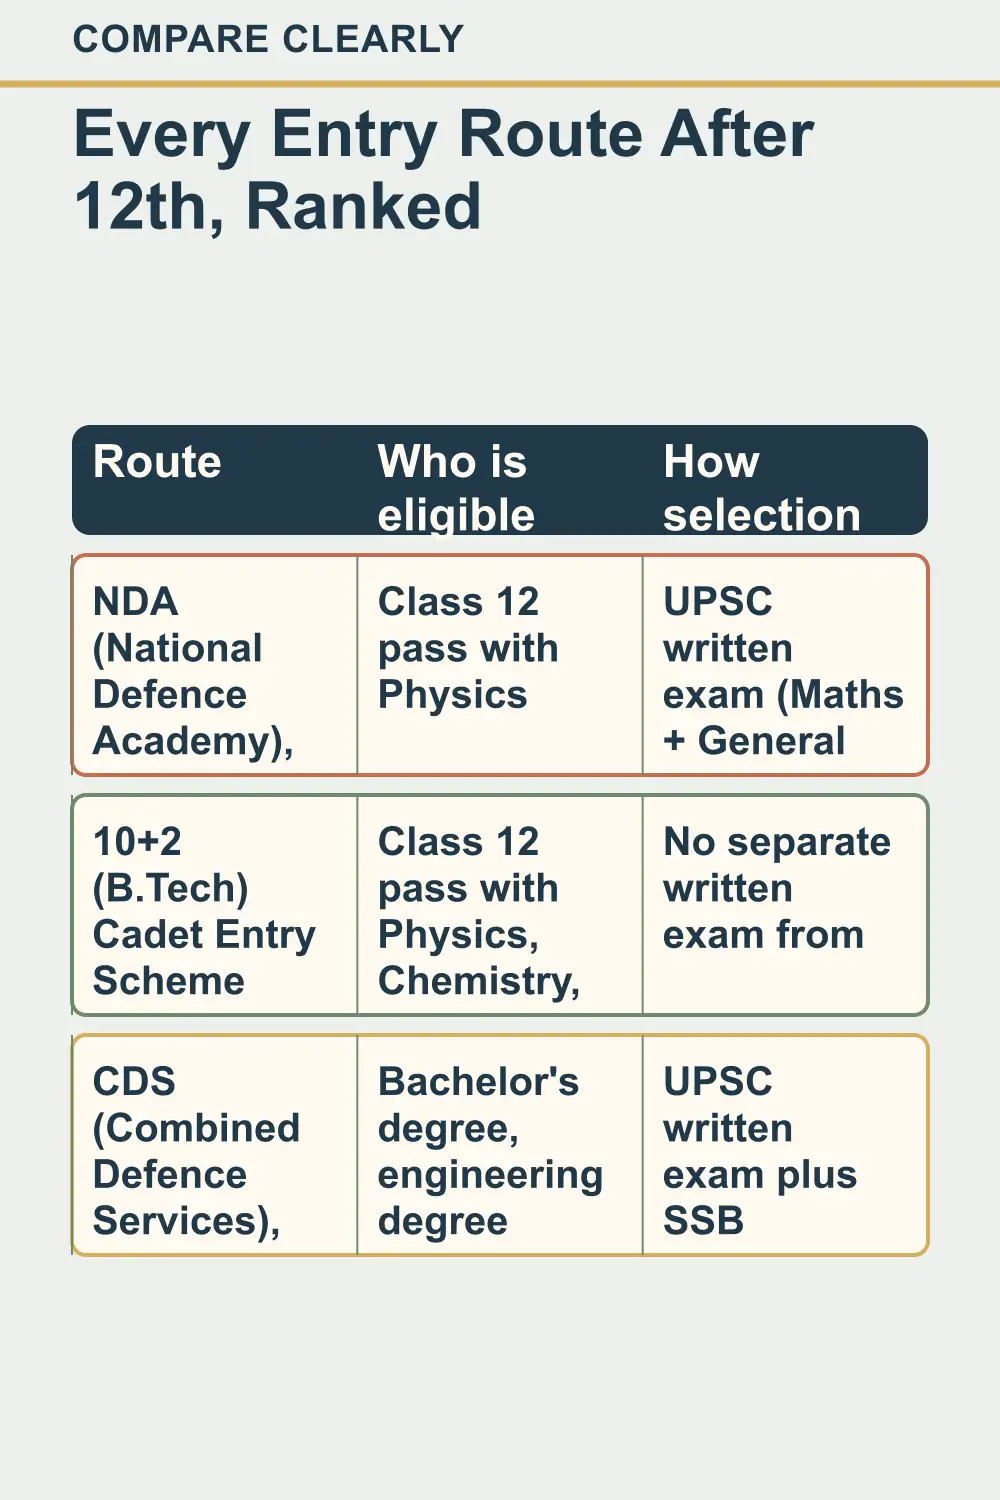 COMPARE CLEARLY
Every Entry Route After
12th, Ranked
Route
Who is
eligible
How
selection
NDA
(National
Defence
Academy),
Class 12
pass with
Physics
UPSC
written
exam (Maths
+ General
10+2
(B.Tech)
Cadet Entry
Scheme
Class 12
pass with
Physics,
Chemistry,
No separate
written
exam from
CDS
(Combined
Defence
Services),
Bachelor's
degree,
engineering
degree
UPSC
written
exam plus
SSB